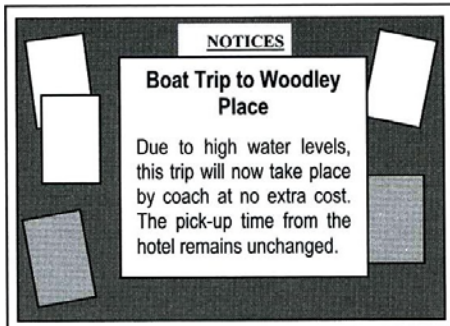 NOTICES
Boat Trip to Woodley
Place
Due to high water levels,
this trip will now take place
by coach at no extra cost.
The pick-up time from the
hotel remains unchanged.